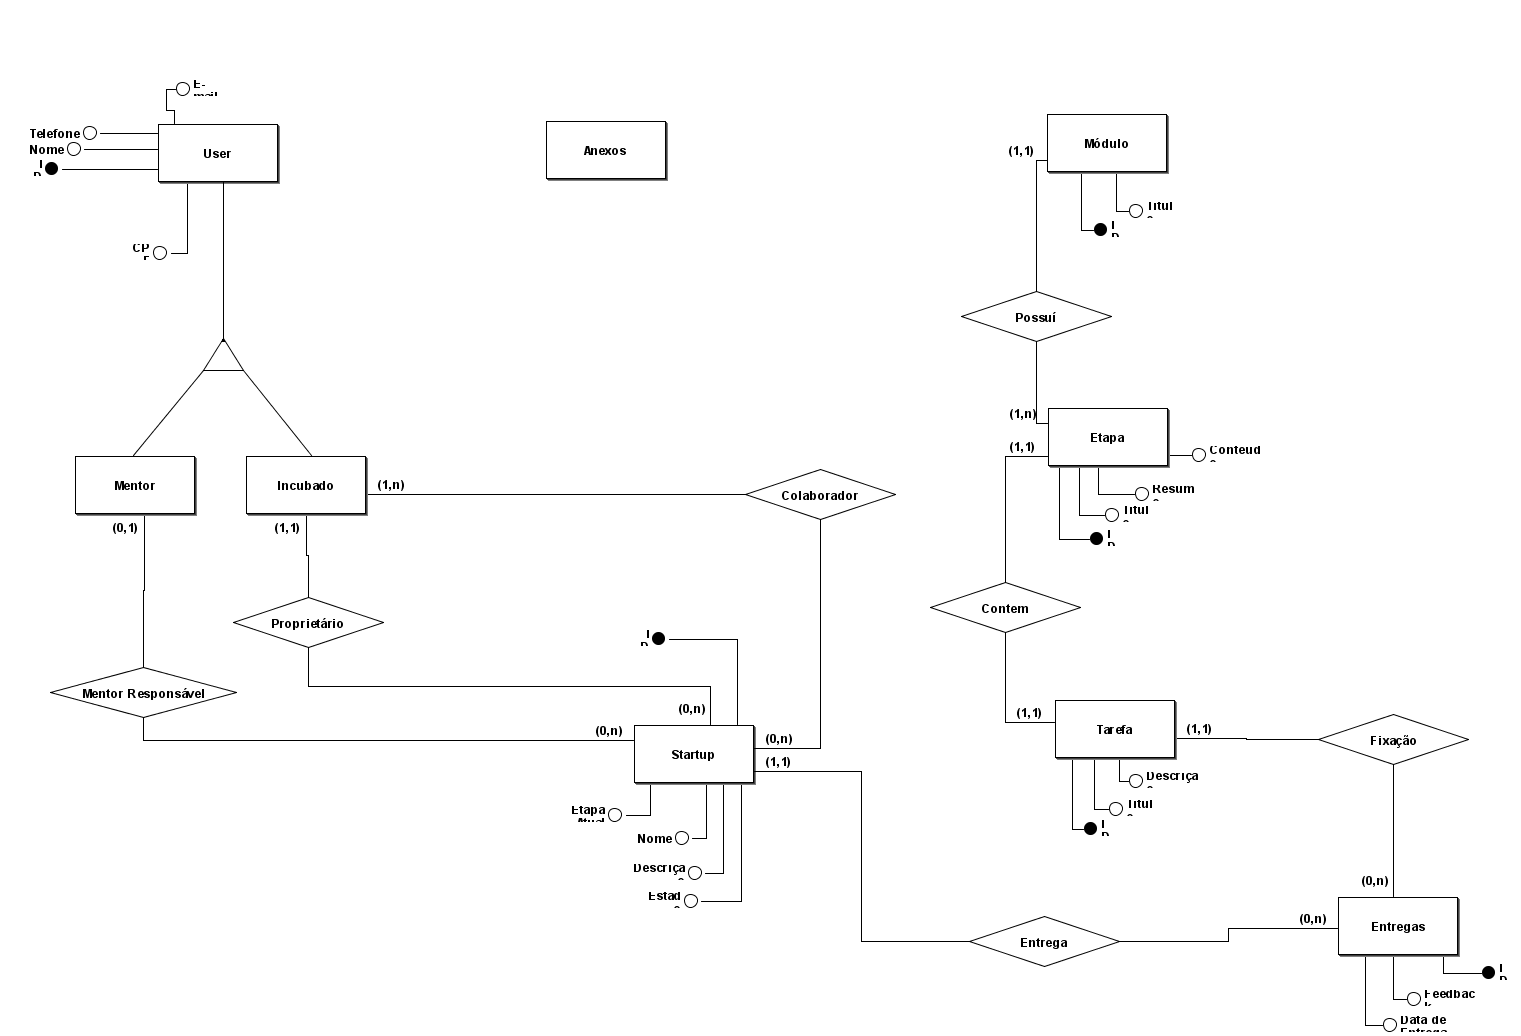 E-
mail
Telefone
Nome
ID
User
CPF
Anexos
Módulo
(1,1)
Titulo
ID
Possuí
(1,n)
Etapa
(1,1)
Conteudo
Resumo
Titulo
ID
Mentor
Incubado
(1,n)
Colaborador
(0,1)
(1,1)
Proprietário
Contem
ID
Mentor Responsável
(0,n)
(0,n)
Startup
(0,n)
(1,1)
(1,1)
Tarefa
(1,1)
Fixação
Descriça
Titulo
ID
Etapa
Atual
Nome
Descriça
Estado
(0,n)
(0,n)
Entregas
Entrega
ID
Feedback
Data de
Entrega